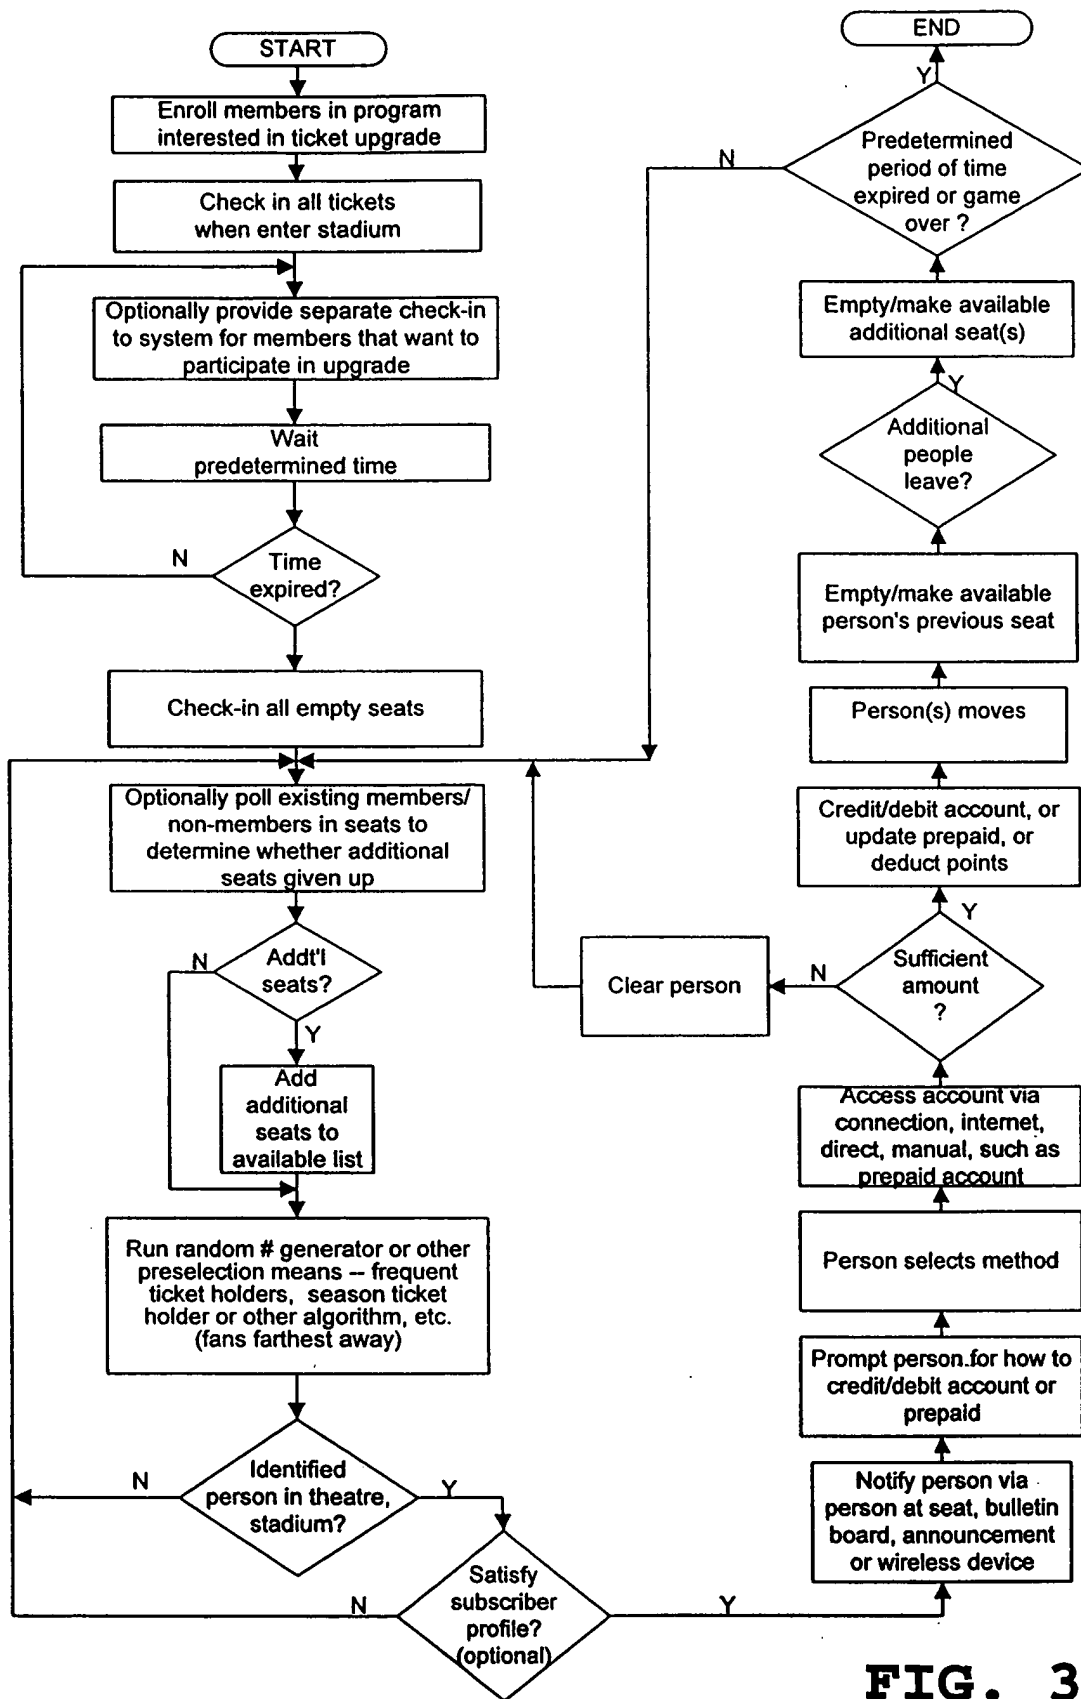 START
Enroll members in program
interested in ticket upgrade
Check in all tickets
when enter stadium
Optionally provide separate check-in
to system for members that want to
participate in upgrade
Wait
predetermined time
N
Time
expired?
Check-in all empty seats
Optionally poll existing members/
non-members in seats to
determine whether additional
seats given up
N
Addt'l
seats?
Y
Add
additional
seats to
available list
Run random # generator or other
preselection means -- frequent
ticket holders, season ticket
holder or other algorithm, etc.
(fans farthest away)
N
Identified
person in theatre,
stadium?
Y
N
Satisfy
subscriber
profile?
(optional)
Y
Notify person via
person at seat, bulletin
board, announcement
or wireless device
Prompt person.for how to
credit/debit account or
prepaid
Person selects method
Access account via
connection, internet,
direct, manual, such as
prepaid account
Sufficient
amount
?
N
Clear person
Y
Credit/debit account, or
update prepaid, or
deduct points
Person(s) moves
Empty/make available
person's previous seat
Additional
people
leave?
Y
Empty/make available
additional seat(s)
Predetermined
period of time
expired or game
over ?
N
Y
END
FIG. 3